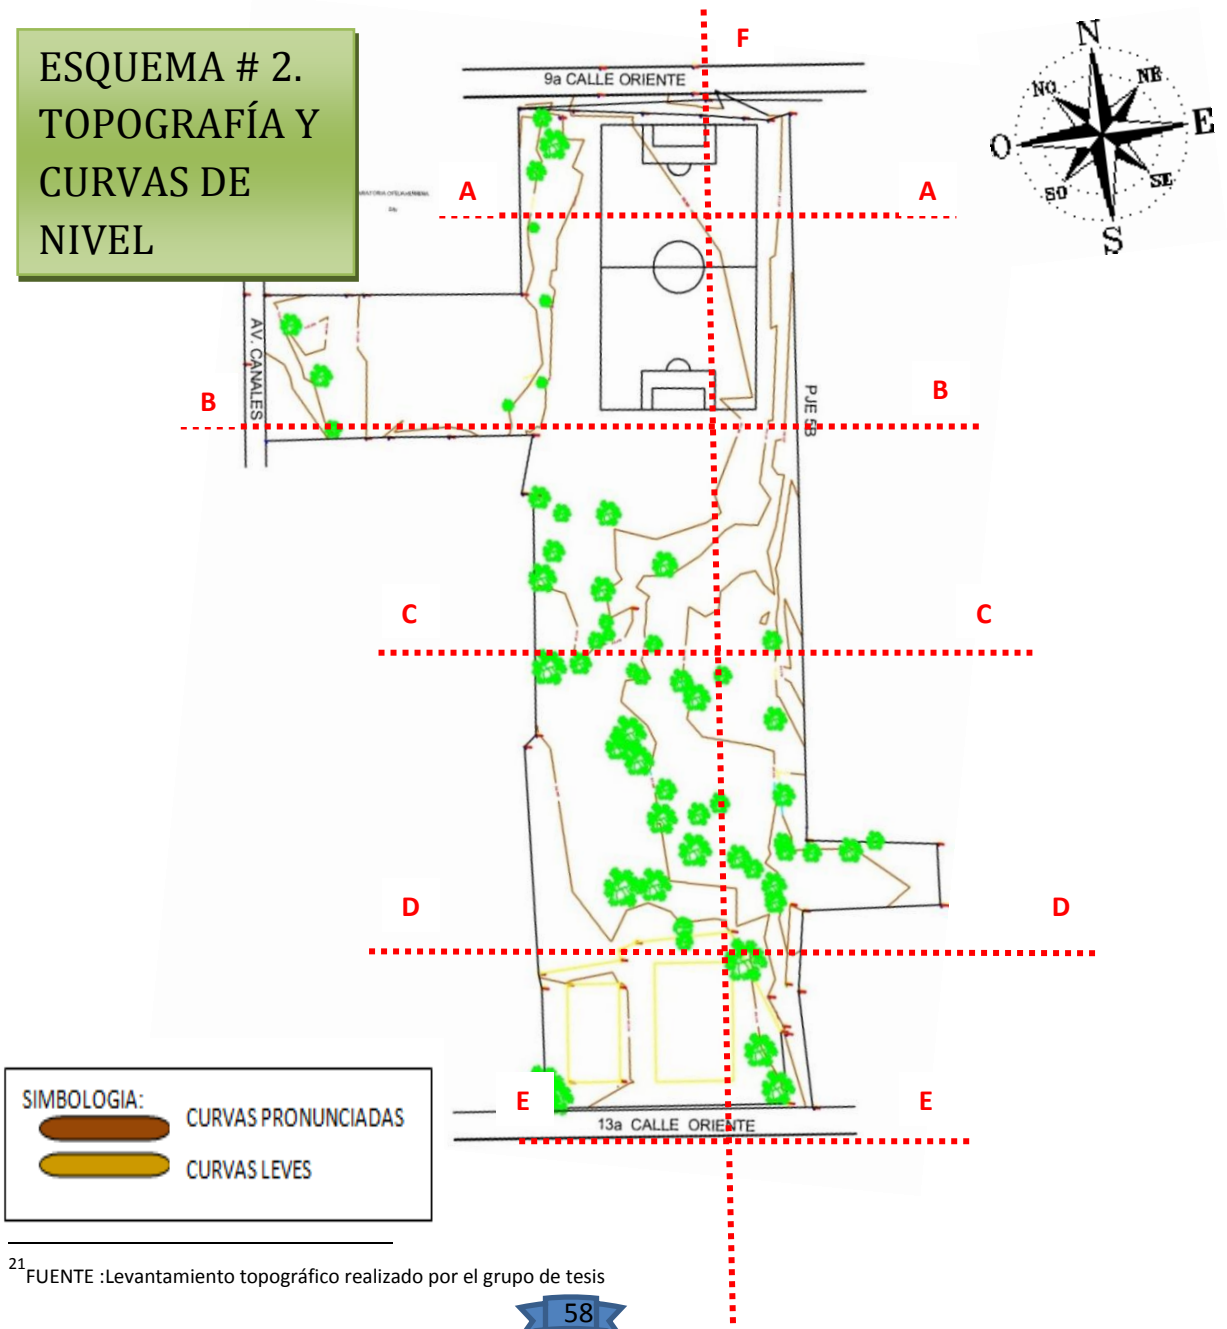 ESQUEMA # 2.
TOPOGRAFÍA Y
CURVAS DE
NIVEL
F
9a CALLE ORIENTE
N
NE
E
SE
S
SO
O
NO
A
A
AV. CANALES
PJE 5B
B
B
C
C
D
D
E
E
13a CALLE ORIENTE
SIMBOLOGIA:
CURVAS PRONUNCIADAS
CURVAS LEVES
21FUENTE :Levantamiento topográfico realizado por el grupo de tesis
58